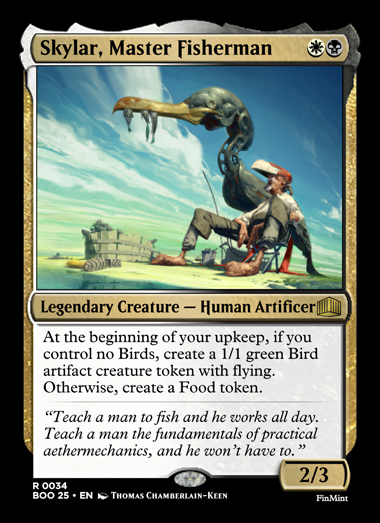 Skylar, Master Fisherman
Legendary Creature — Human Artificer
At the beginning of your upkeep, if you
control no Birds, create a 1/1 green Bird
artifact creature token with flying.
Otherwise, create a Food token.
“Teach a man to fish and he works all day.
Teach a man the fundamentals of practical
aethermechanics, and he won’t have to.”
2/3
R 0034
BOO 25 • EN Thomas Chamberlain-Keen
FinMint